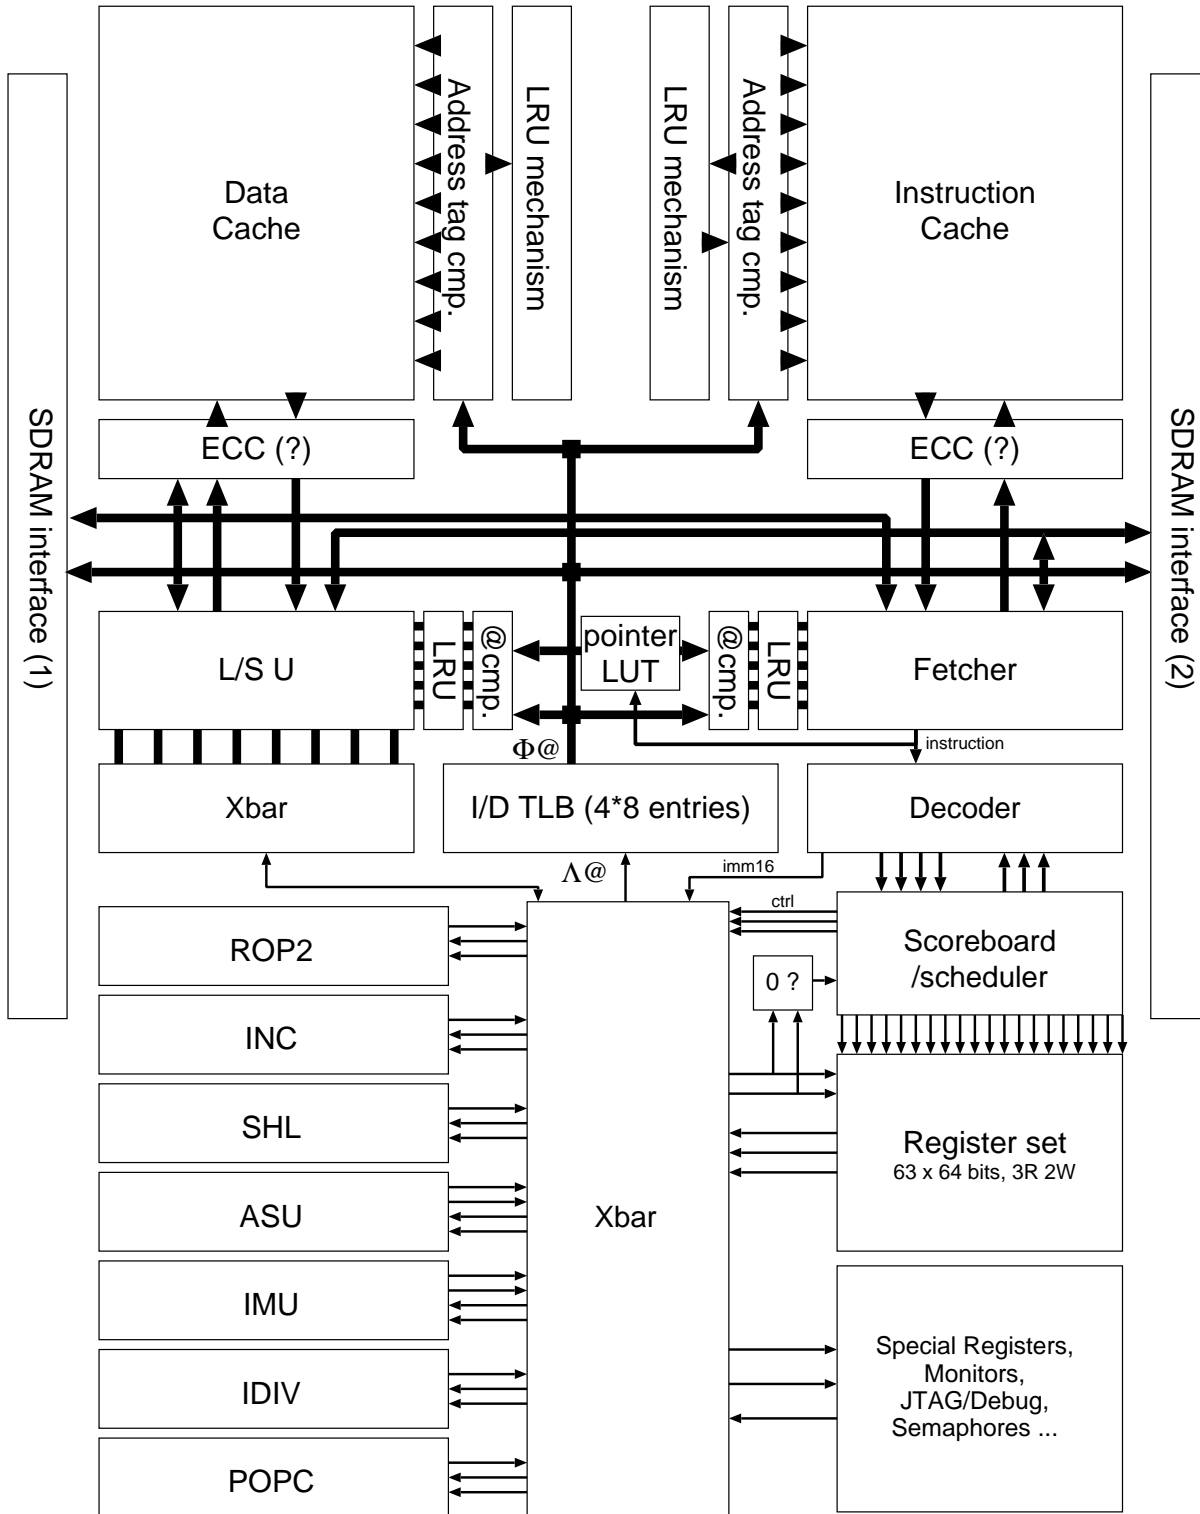 Data
Cache
Address tag cmp.
LRU mechanism
LRU mechanism
Address tag cmp.
Instruction
Cache
SDRAM interface (1)
ECC (?)
ECC (?)
SDRAM interface (2)
L/S U
LRU
@cmp.
pointer
LUT
@cmp.
LRU
Fetcher
Φ@
instruction
Xbar
I/D TLB (4*8 entries)
Decoder
Λ@
imm16
ctrl
ROP2
Scoreboard
/scheduler
0 ?
INC
SHL
Register set
63 x 64 bits, 3R 2W
ASU
Xbar
IMU
Special Registers,
Monitors,
JTAG/Debug,
Semaphores ...
IDIV
POPC